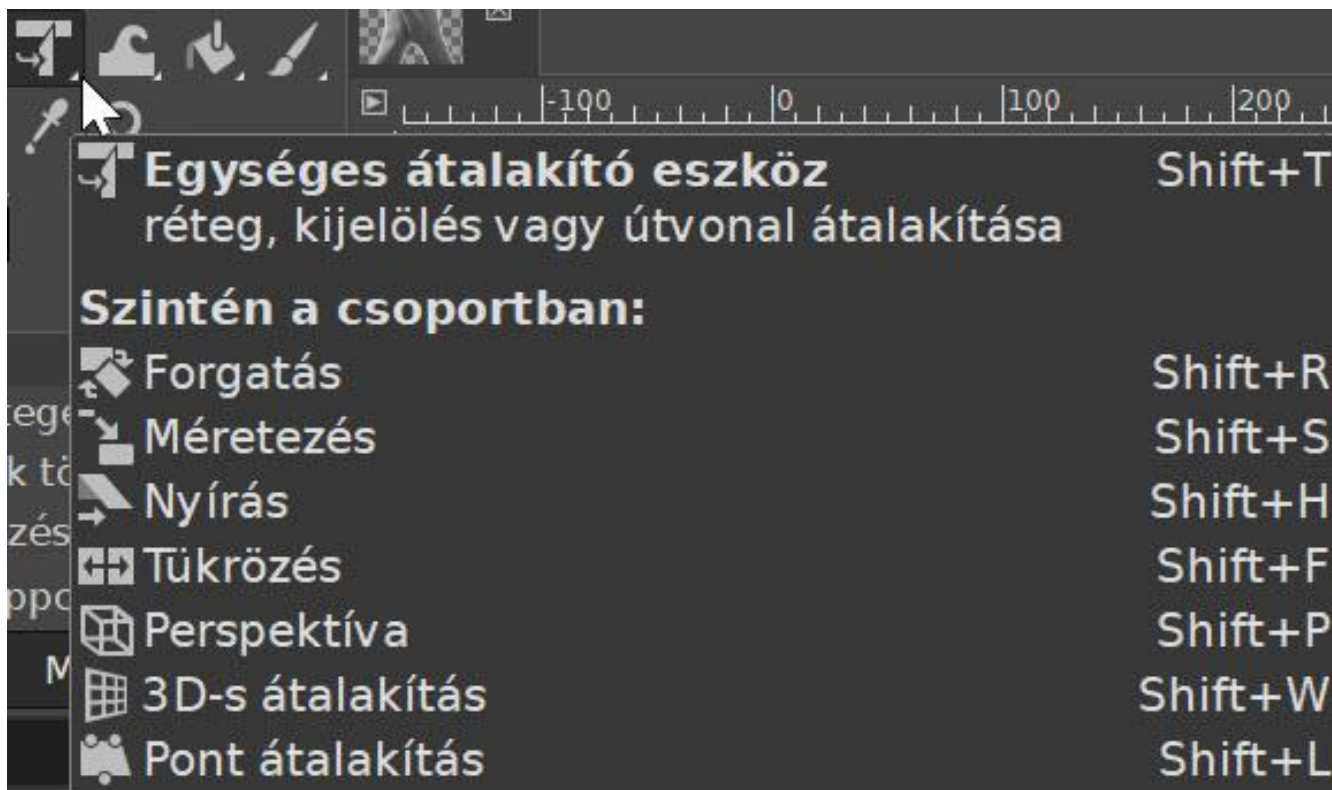 -100 0 100 200
Egységes átalakító eszköz Shift+T
réteg, kijelölés vagy útvonal átalakítása
Szintén a csoportban:
Forgatás Shift+R
Méretezés Shift+S
Nyírás Shift+H
Tükrözés Shift+F
Perspektíva Shift+P
3D-s átalakítás Shift+W
Pont átalakítás Shift+L